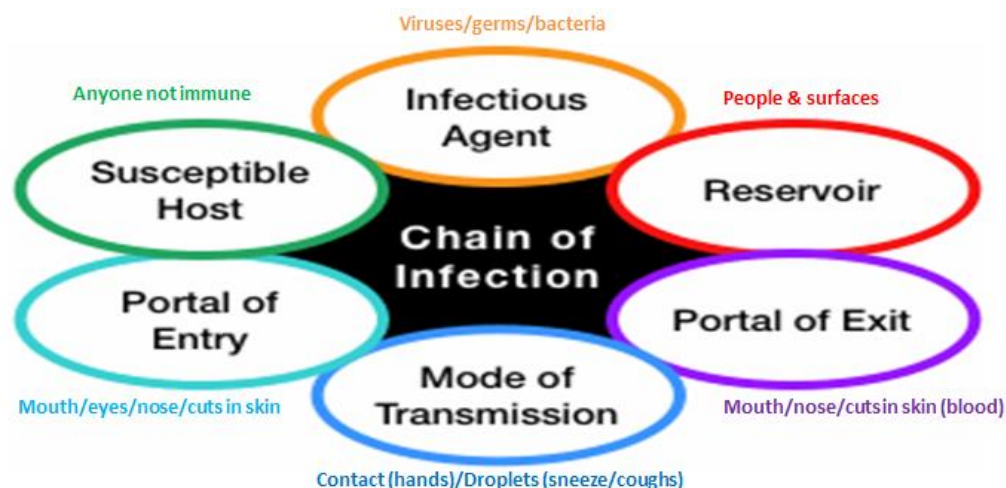 Viruses/germs/bacteria
Infectious
Agent
People & surfaces
Reservoir
Portal of Exit
Mouth/nose/cutsin skin (blood)
Mode of
Transmission
Contact (hands)/Droplets (sneeze/coughs)
Portal of
Entry
Mouth/eyes/nose/cuts in skin
Anyone not immune
Susceptible
Host
Chain of
Infection